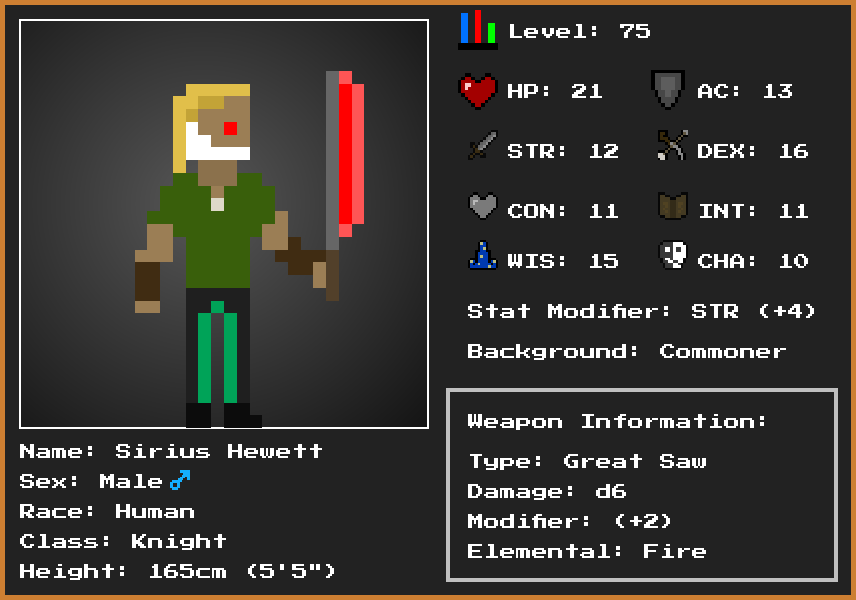 Level: 75
HP: 21
AC: 13
STR: 12
DEX: 16
CON: 11
INT: 11
WIS: 15
CHA: 10
Stat Modifier: STR (+4)
Background: Commoner
Weapon Information:
Type: Great Saw
Damage: d6
Modifier: (+2)
Elemental: Fire
Name: Sirius Hewett
Sex: Male♂
Race: Human
Class: Knight
Height: 165cm (5'5")